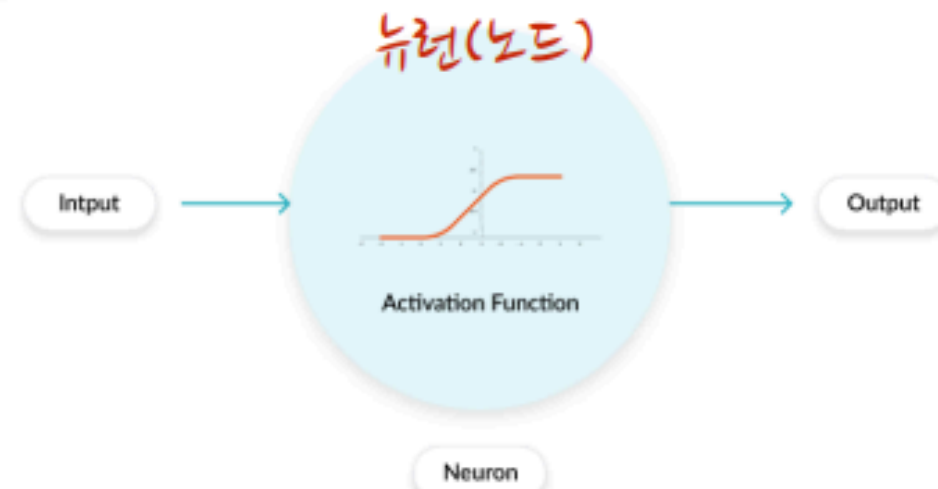 뉴런(노드)
Intput
Output
Activation Function
Neuron